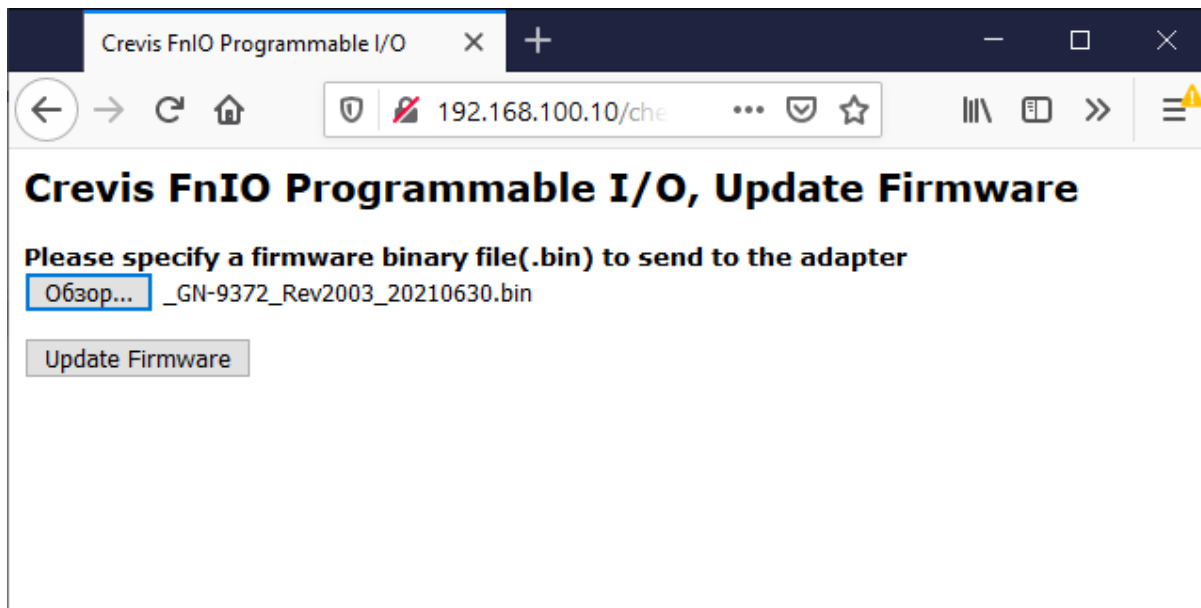 Crevis FnIO Programmable I/O
192.168.100.10/che
Crevis FnIO Programmable I/O, Update Firmware
Please specify a firmware binary file(.bin) to send to the adapter
Обзор... _GN-9372_Rev2003_20210630.bin
Update Firmware